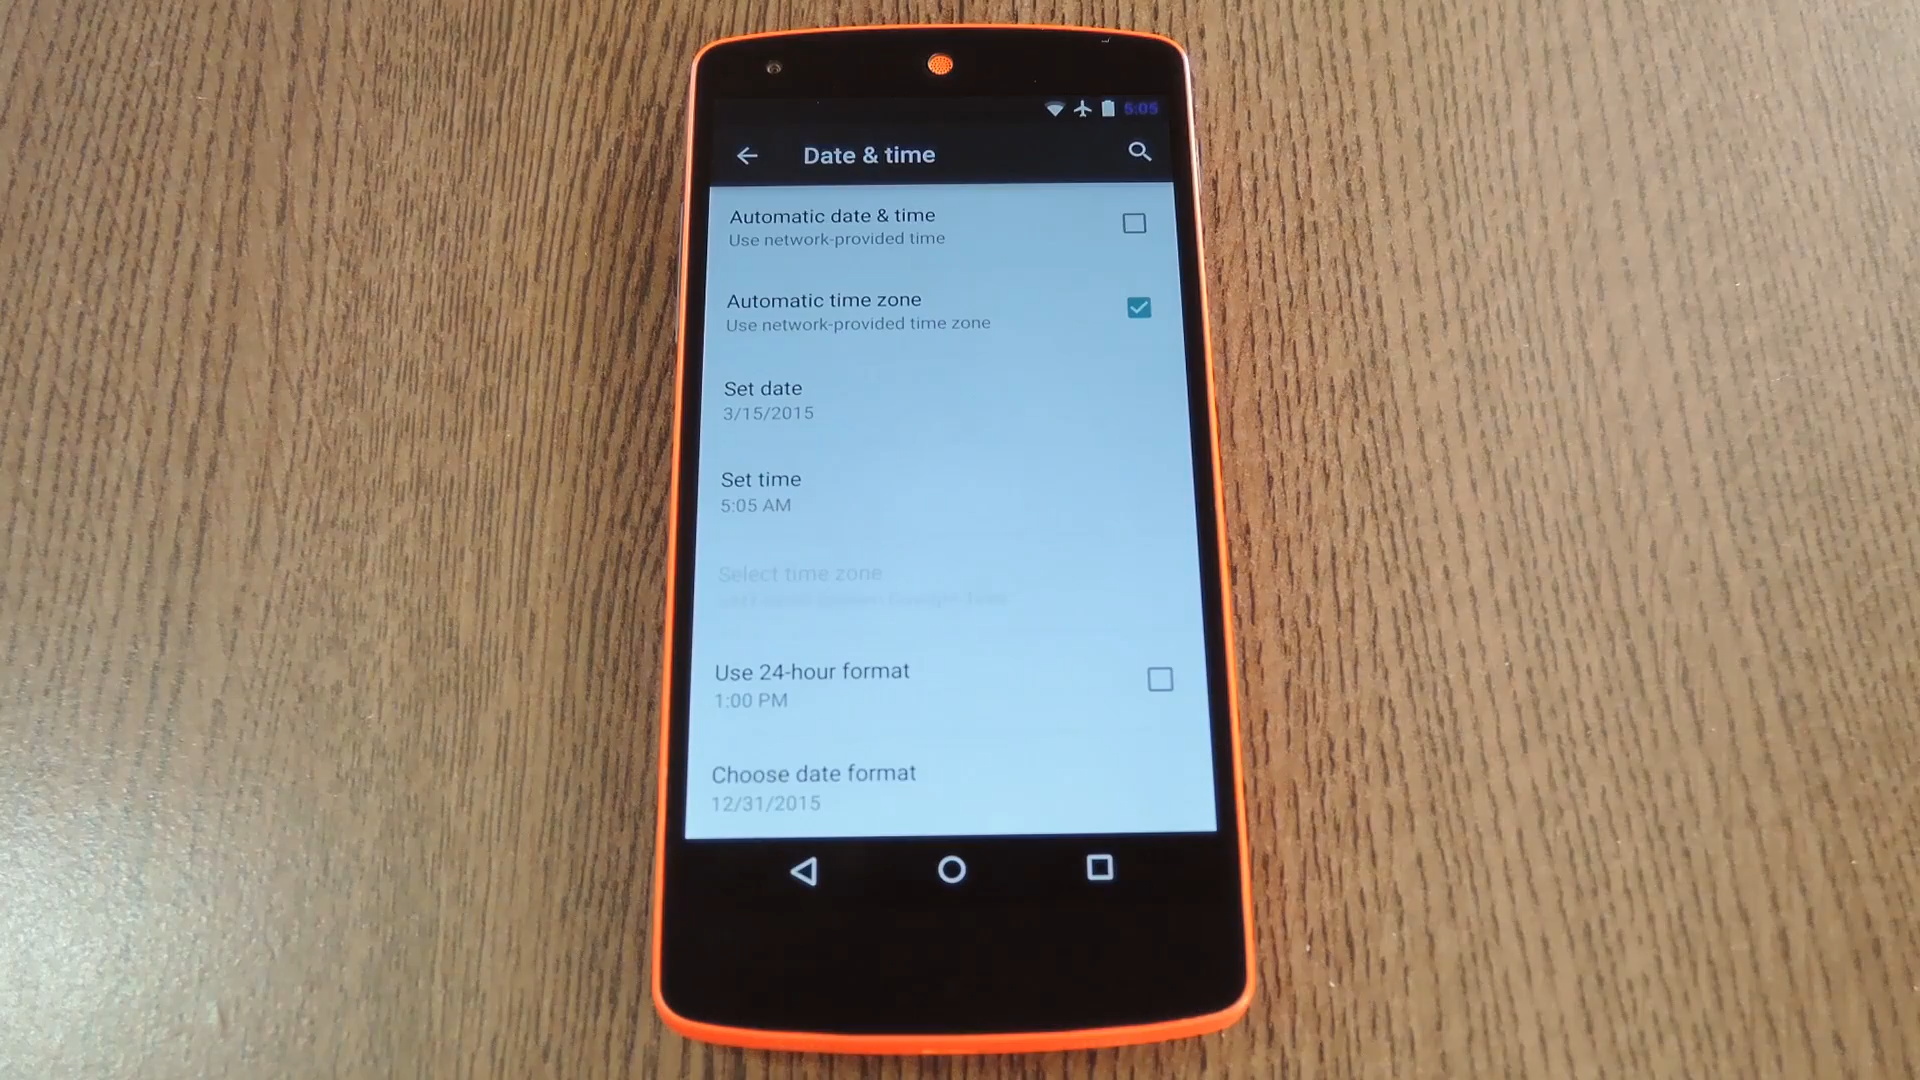 5:05
Date & time
Automatic date & time
Use network-provided time
Automatic time zone
Use network-provided time zone
Set date
3/15/2015
Set time
5:05 AM
Select time zone
Use 24-hour format
1:00 PM
Choose date format
12/31/2015